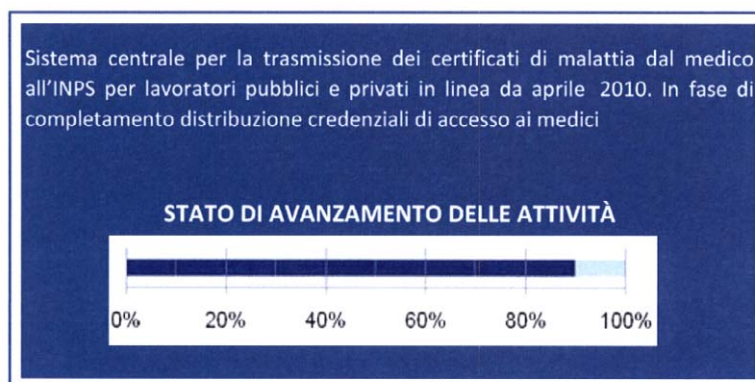 Sistema centrale per la trasmissione dei certificati di malattia dal medico
all'INPS per lavoratori pubblici e privati in linea da aprile 2010. In fase di
completamento distribuzione credenziali di accesso ai medici
STATO DI AVANZAMENTO DELLE ATTIVITÀ
0% 20% 40% 60% 80% 100%